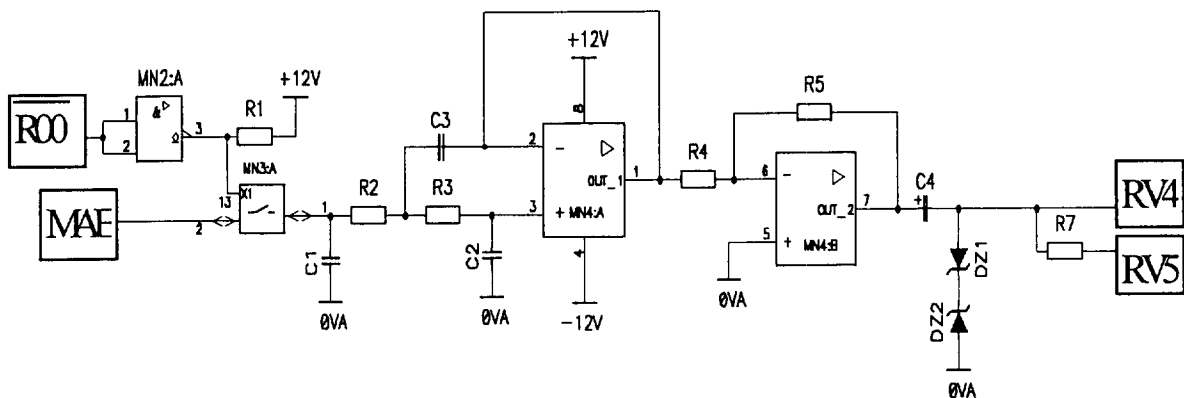 +12V
+12V
MN2:A
R00
1
2
&
3
R1
MN3:A
C3
R5
X1
13
2
MAE
1
R2
R3
C1
0VA
C2
0VA
8
2
-
OUT_1
1
3
+ MN4:A
4
-12V
R4
6
-
OUT_2
7
5
+
MN4:B
0VA
C4
+
DZ1
DZ2
0VA
R7
RV4
RV5